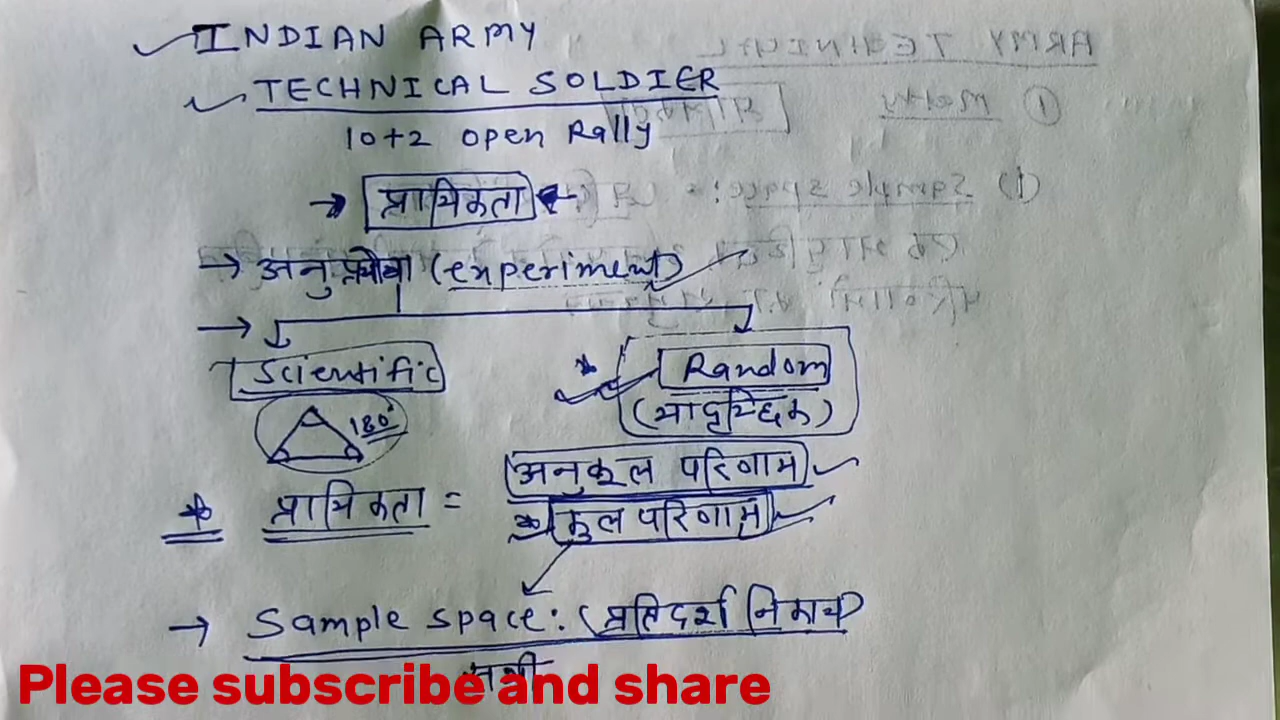 INDIAN ARMY
TECHNICAL SOLDIER
10+2 open Rally
→ प्रायिकता ←
→ अनुप्रयोग (experiment)
→
Scientific
Random
(यादृच्छिक)
180°
अनुकूल परिणाम
प्रायिकता =
कुल परिणाम
→ Sample space: (प्रतिदर्श समष्टि
Please subscribe and share